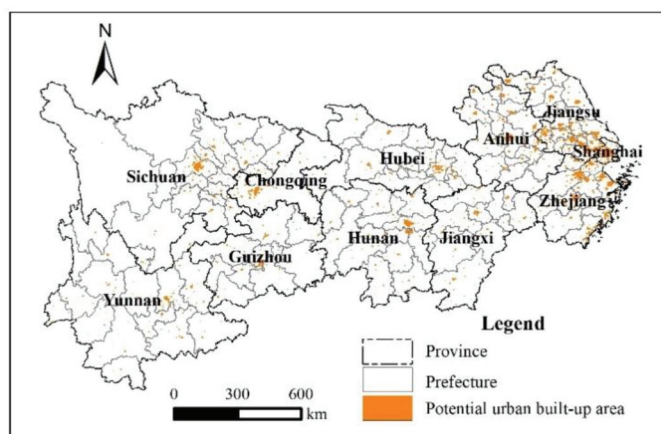 N
Jiangsu
Anhui
Shanghai
Hubei
Sichuan
Chongqing
Zhejiang
Hunan
Jiangxi
Guizhou
Yunnan
Legend
Province
Prefecture
Potential urban built-up area
0 300 600
km